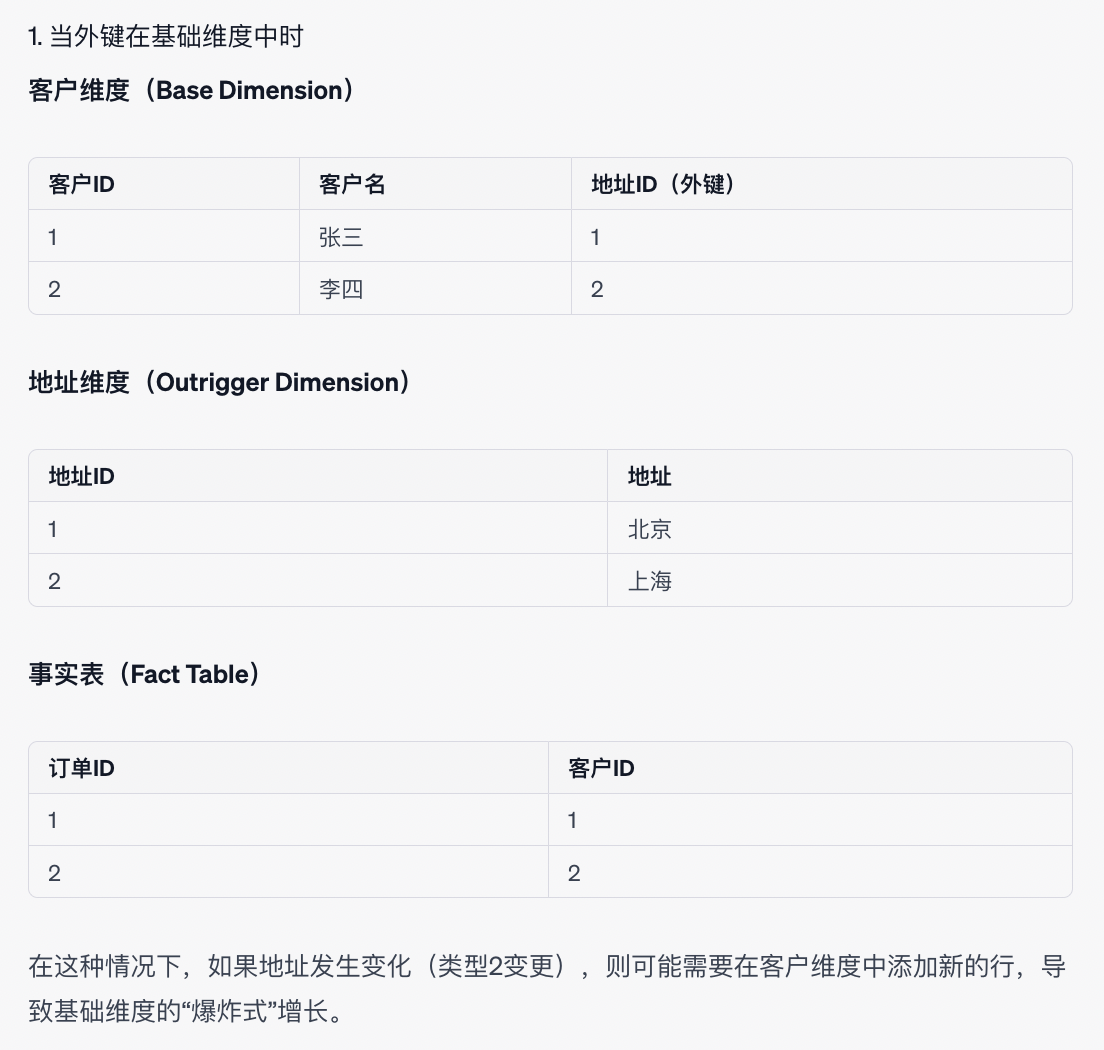 1. 当外键在基础维度中时
客户维度（Base Dimension）
客户ID 客户名 地址ID（外键）
1 张三 1
2 李四 2
地址维度（Outrigger Dimension）
地址ID 地址
1 北京
2 上海
事实表（Fact Table）
订单ID 客户ID
1 1
2 2
在这种情况下，如果地址发生变化（类型2变更），则可能需要在客户维度中添加新的行，导
致基础维度的“爆炸式”增长。